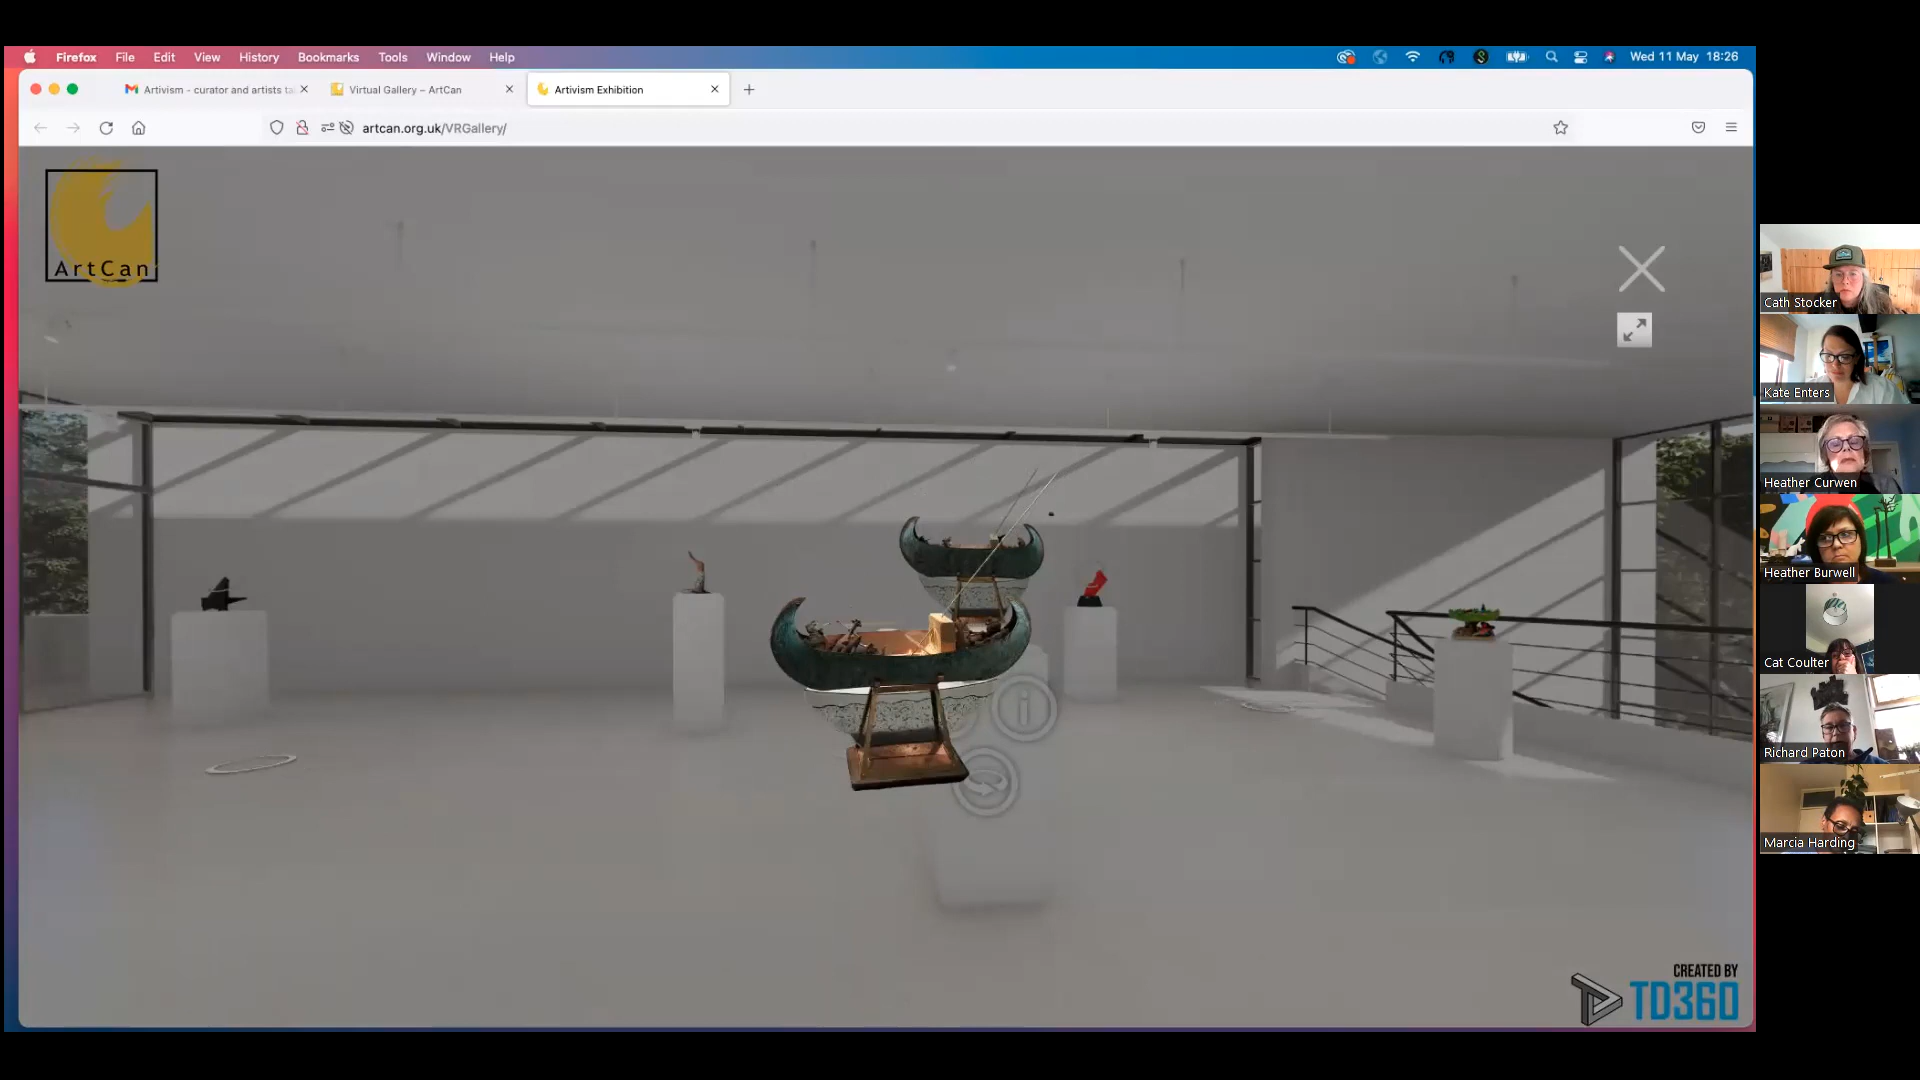 Firefox File Edit View History Bookmarks Tools Window Help Wed 11 May 18:26
Artivism - curator and artists ta Virtual Gallery – ArtCan Artivism Exhibition
artcan.org.uk/VRGallery/
ArtCan
Cath Stocker
Kate Enters
Heather Curwen
Heather Burwell
Cat Coulter
Richard Paton
Marcia Harding
CREATED BY
TD360